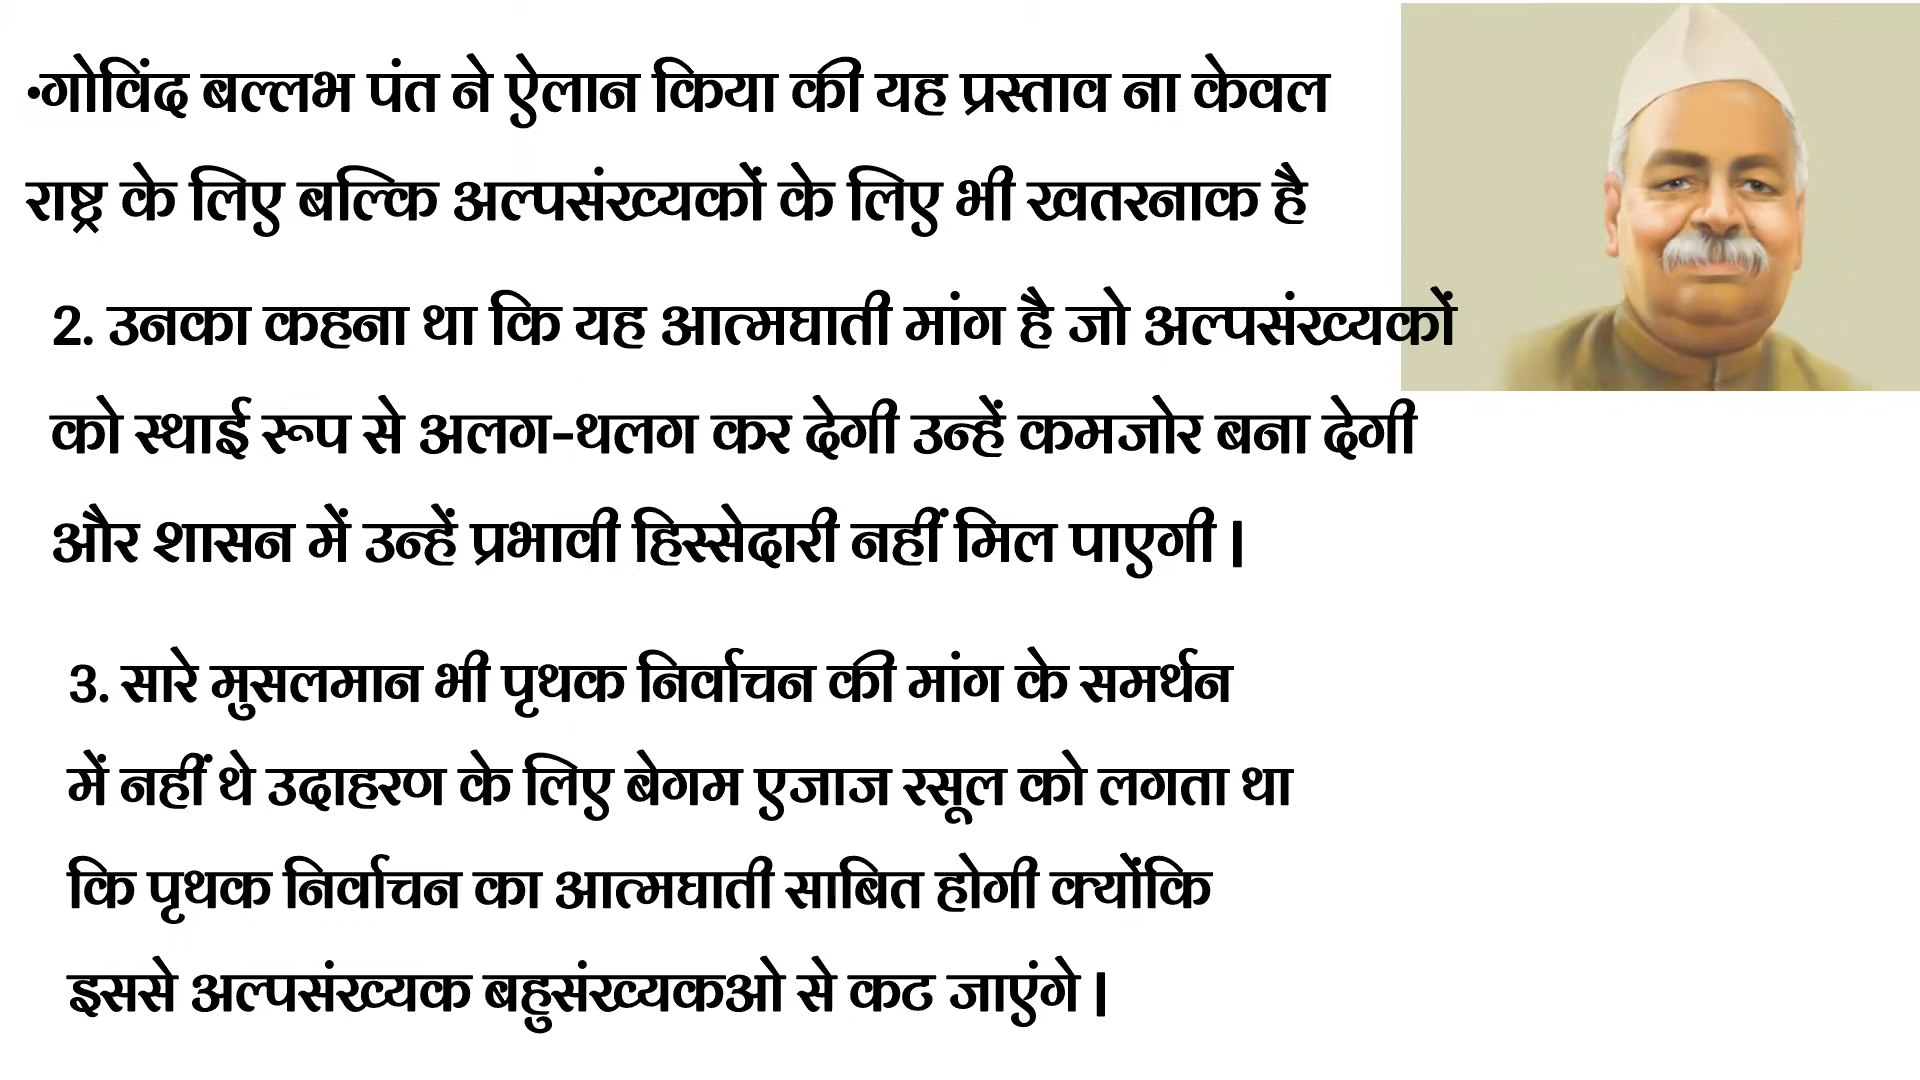 •गोविंद बल्लभ पंत ने ऐलान किया की यह प्रस्ताव ना केवल
राष्ट्र के लिए बल्कि अल्पसंख्यकों के लिए भी खतरनाक है
2. उनका कहना था कि यह आत्मघाती मांग है जो अल्पसंख्यकों
को स्थाई रूप से अलग-थलग कर देगी उन्हें कमजोर बना देगी
और शासन में उन्हें प्रभावी हिस्सेदारी नहीं मिल पाएगी |
3. सारे मुसलमान भी पृथक निर्वाचन की मांग के समर्थन
में नहीं थे उदाहरण के लिए बेगम एजाज रसूल को लगता था
कि पृथक निर्वाचन का आत्मघाती साबित होगी क्योंकि
इससे अल्पसंख्यक बहुसंख्यकओ से कट जाएंगे |